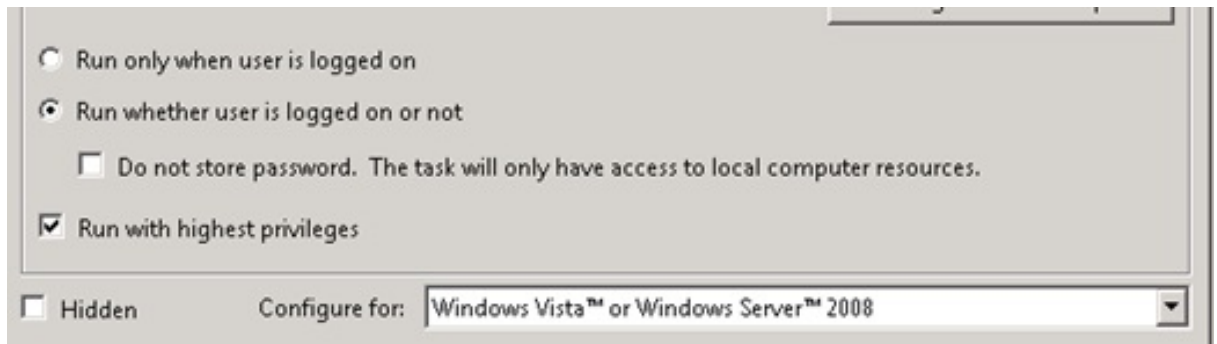 Run only when user is logged on
Run whether user is logged on or not
Do not store password. The task will only have access to local computer resources.
Run with highest privileges
Hidden Configure for: Windows Vista™ or Windows Server™ 2008